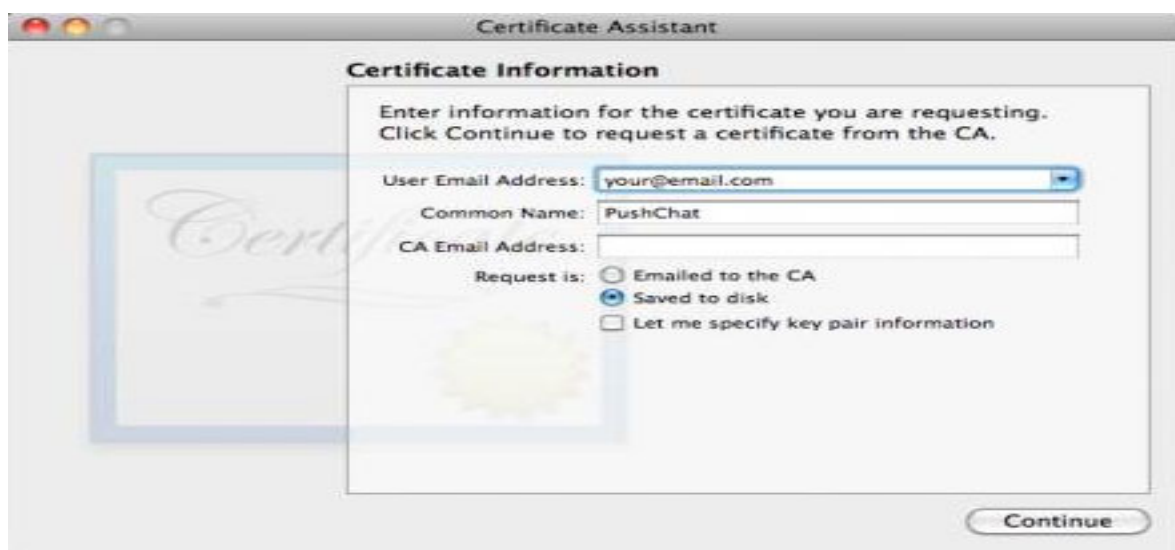 Certificate Assistant
Certificate Information
Enter information for the certificate you are requesting.
Click Continue to request a certificate from the CA.
User Email Address: your@email.com
Common Name: PushChat
CA Email Address:
Request is: Emailed to the CA
Saved to disk
Let me specify key pair information
Certificate
Continue